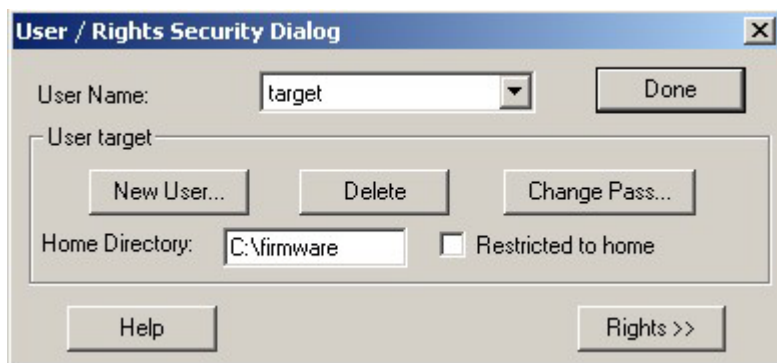 User / Rights Security Dialog
User Name: target Done
User target
New User... Delete Change Pass...
Home Directory: C:\firmware Restricted to home
Help Rights >>